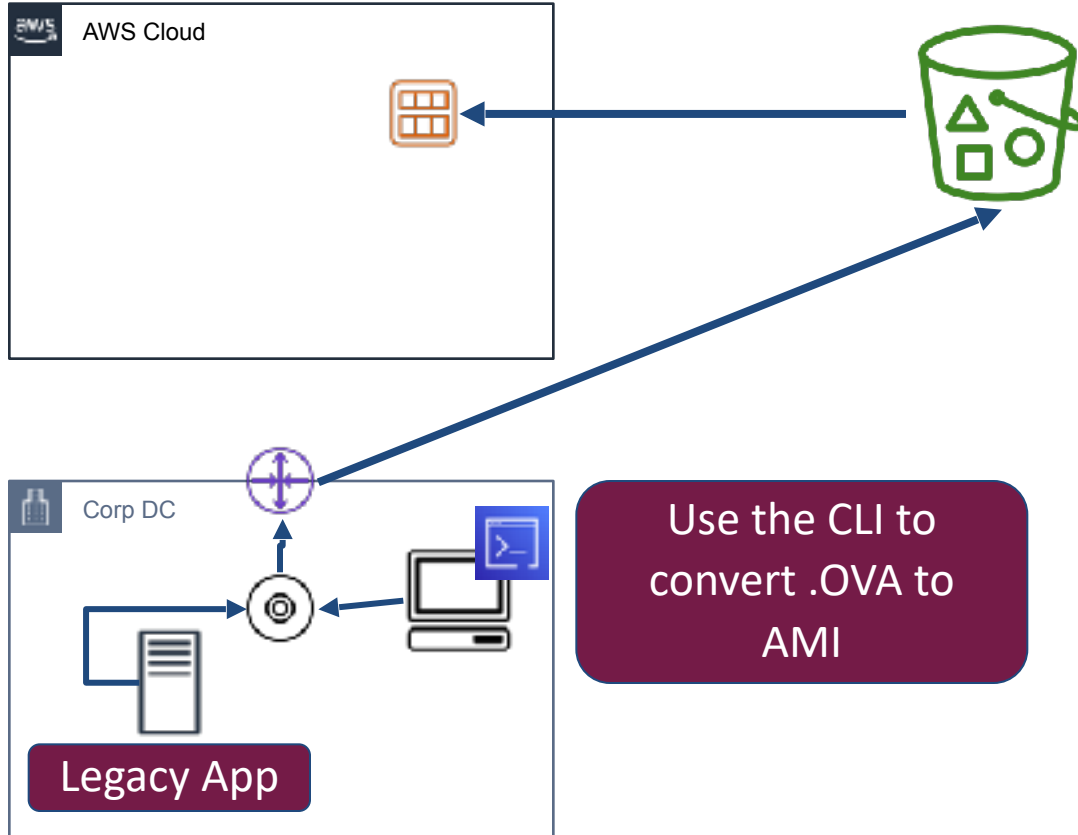 aws
AWS Cloud
Corp DC
Use the CLI to
convert .OVA to
AMI
Legacy App